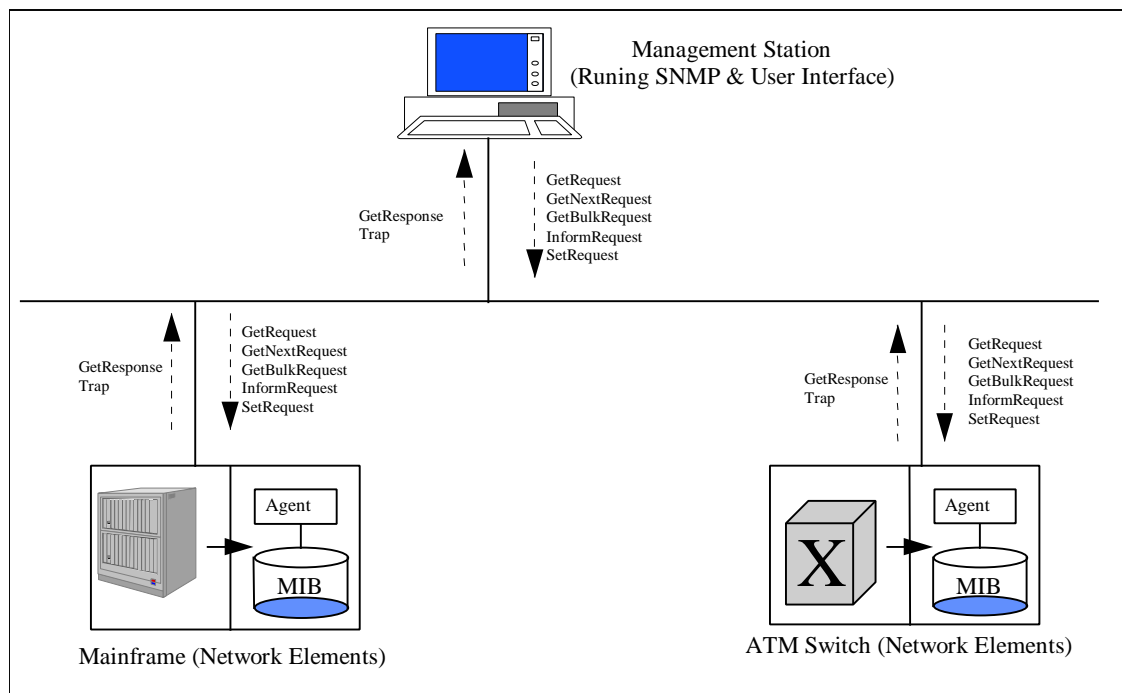 Management Station
(Runing SNMP & User Interface)
GetResponse
Trap
GetRequest
GetNextRequest
GetBulkRequest
InformRequest
SetRequest
GetResponse
Trap
GetRequest
GetNextRequest
GetBulkRequest
InformRequest
SetRequest
GetResponse
Trap
GetRequest
GetNextRequest
GetBulkRequest
InformRequest
SetRequest
Agent
MIB
Mainframe (Network Elements)
X
Agent
MIB
ATM Switch (Network Elements)